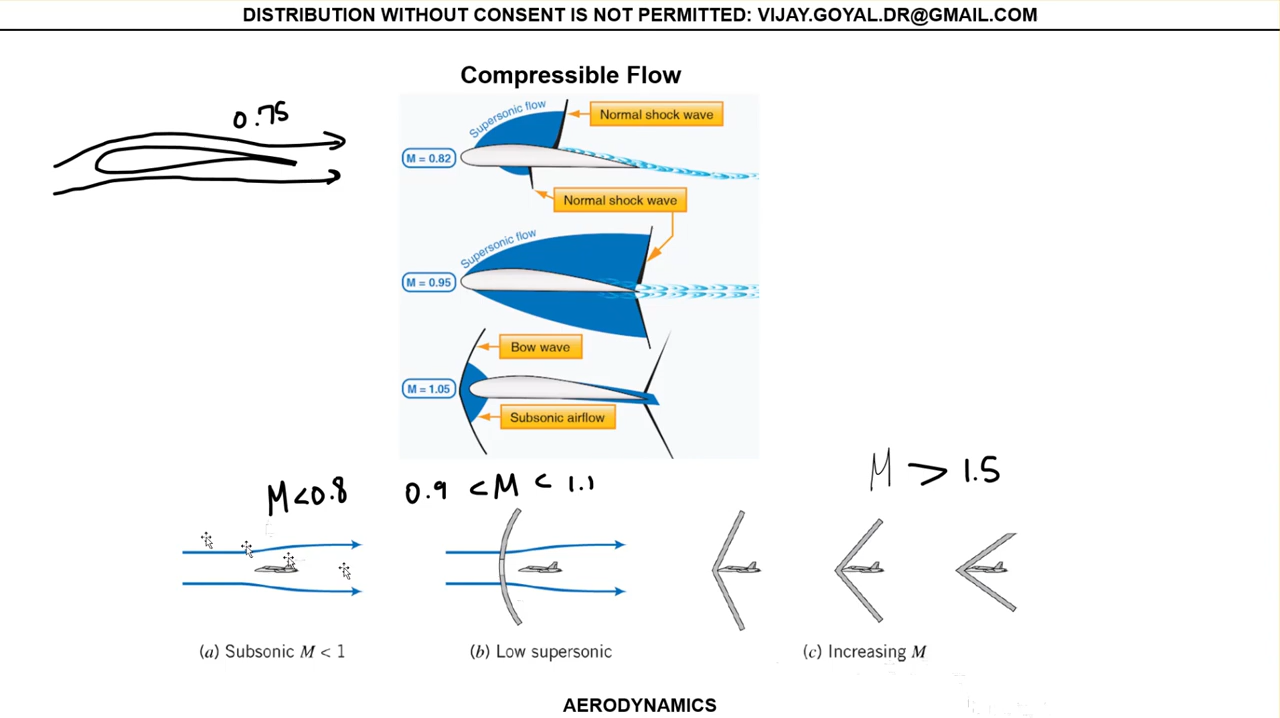 DISTRIBUTION WITHOUT CONSENT IS NOT PERMITTED: VIJAY.GOYAL.DR@GMAIL.COM
Compressible Flow
0.75
Supersonic flow
Normal shock wave
M = 0.82
Normal shock wave
Supersonic flow
M = 0.95
Bow wave
M = 1.05
Subsonic airflow
M<0.8
0.9 < M < 1.1
M > 1.5
(a) Subsonic M < 1
(b) Low supersonic
(c) Increasing M
AERODYNAMICS